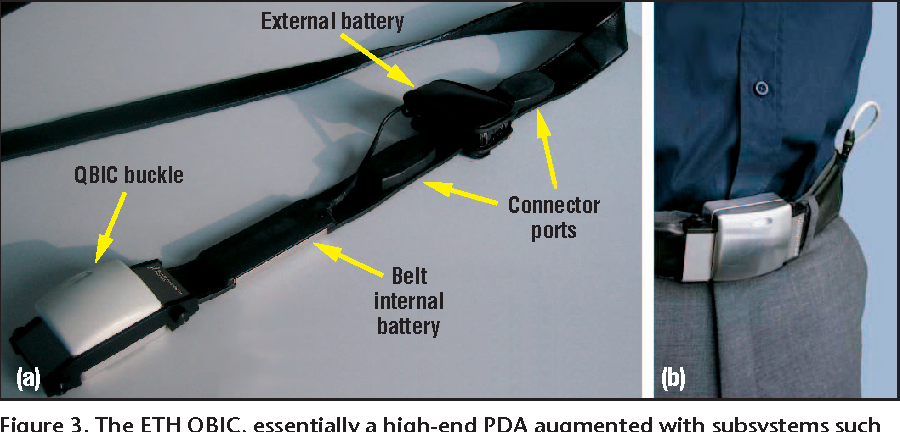 External battery
QBIC buckle
Connector
ports
Belt
internal
battery
(a)
(b)
Figure 3. The ETH QBIC, essentially a high-end PDA augmented with subsystems such